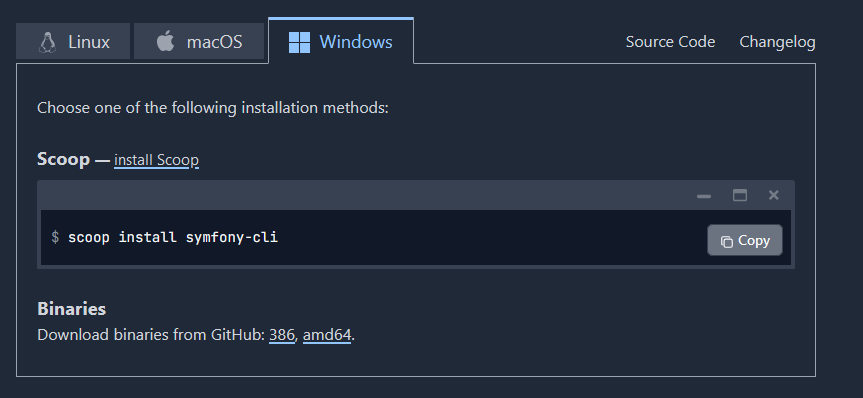 Linux macOS Windows Source Code Changelog
Choose one of the following installation methods:
Scoop — install Scoop
$ scoop install symfony-cli Copy
Binaries
Download binaries from GitHub: 386, amd64.